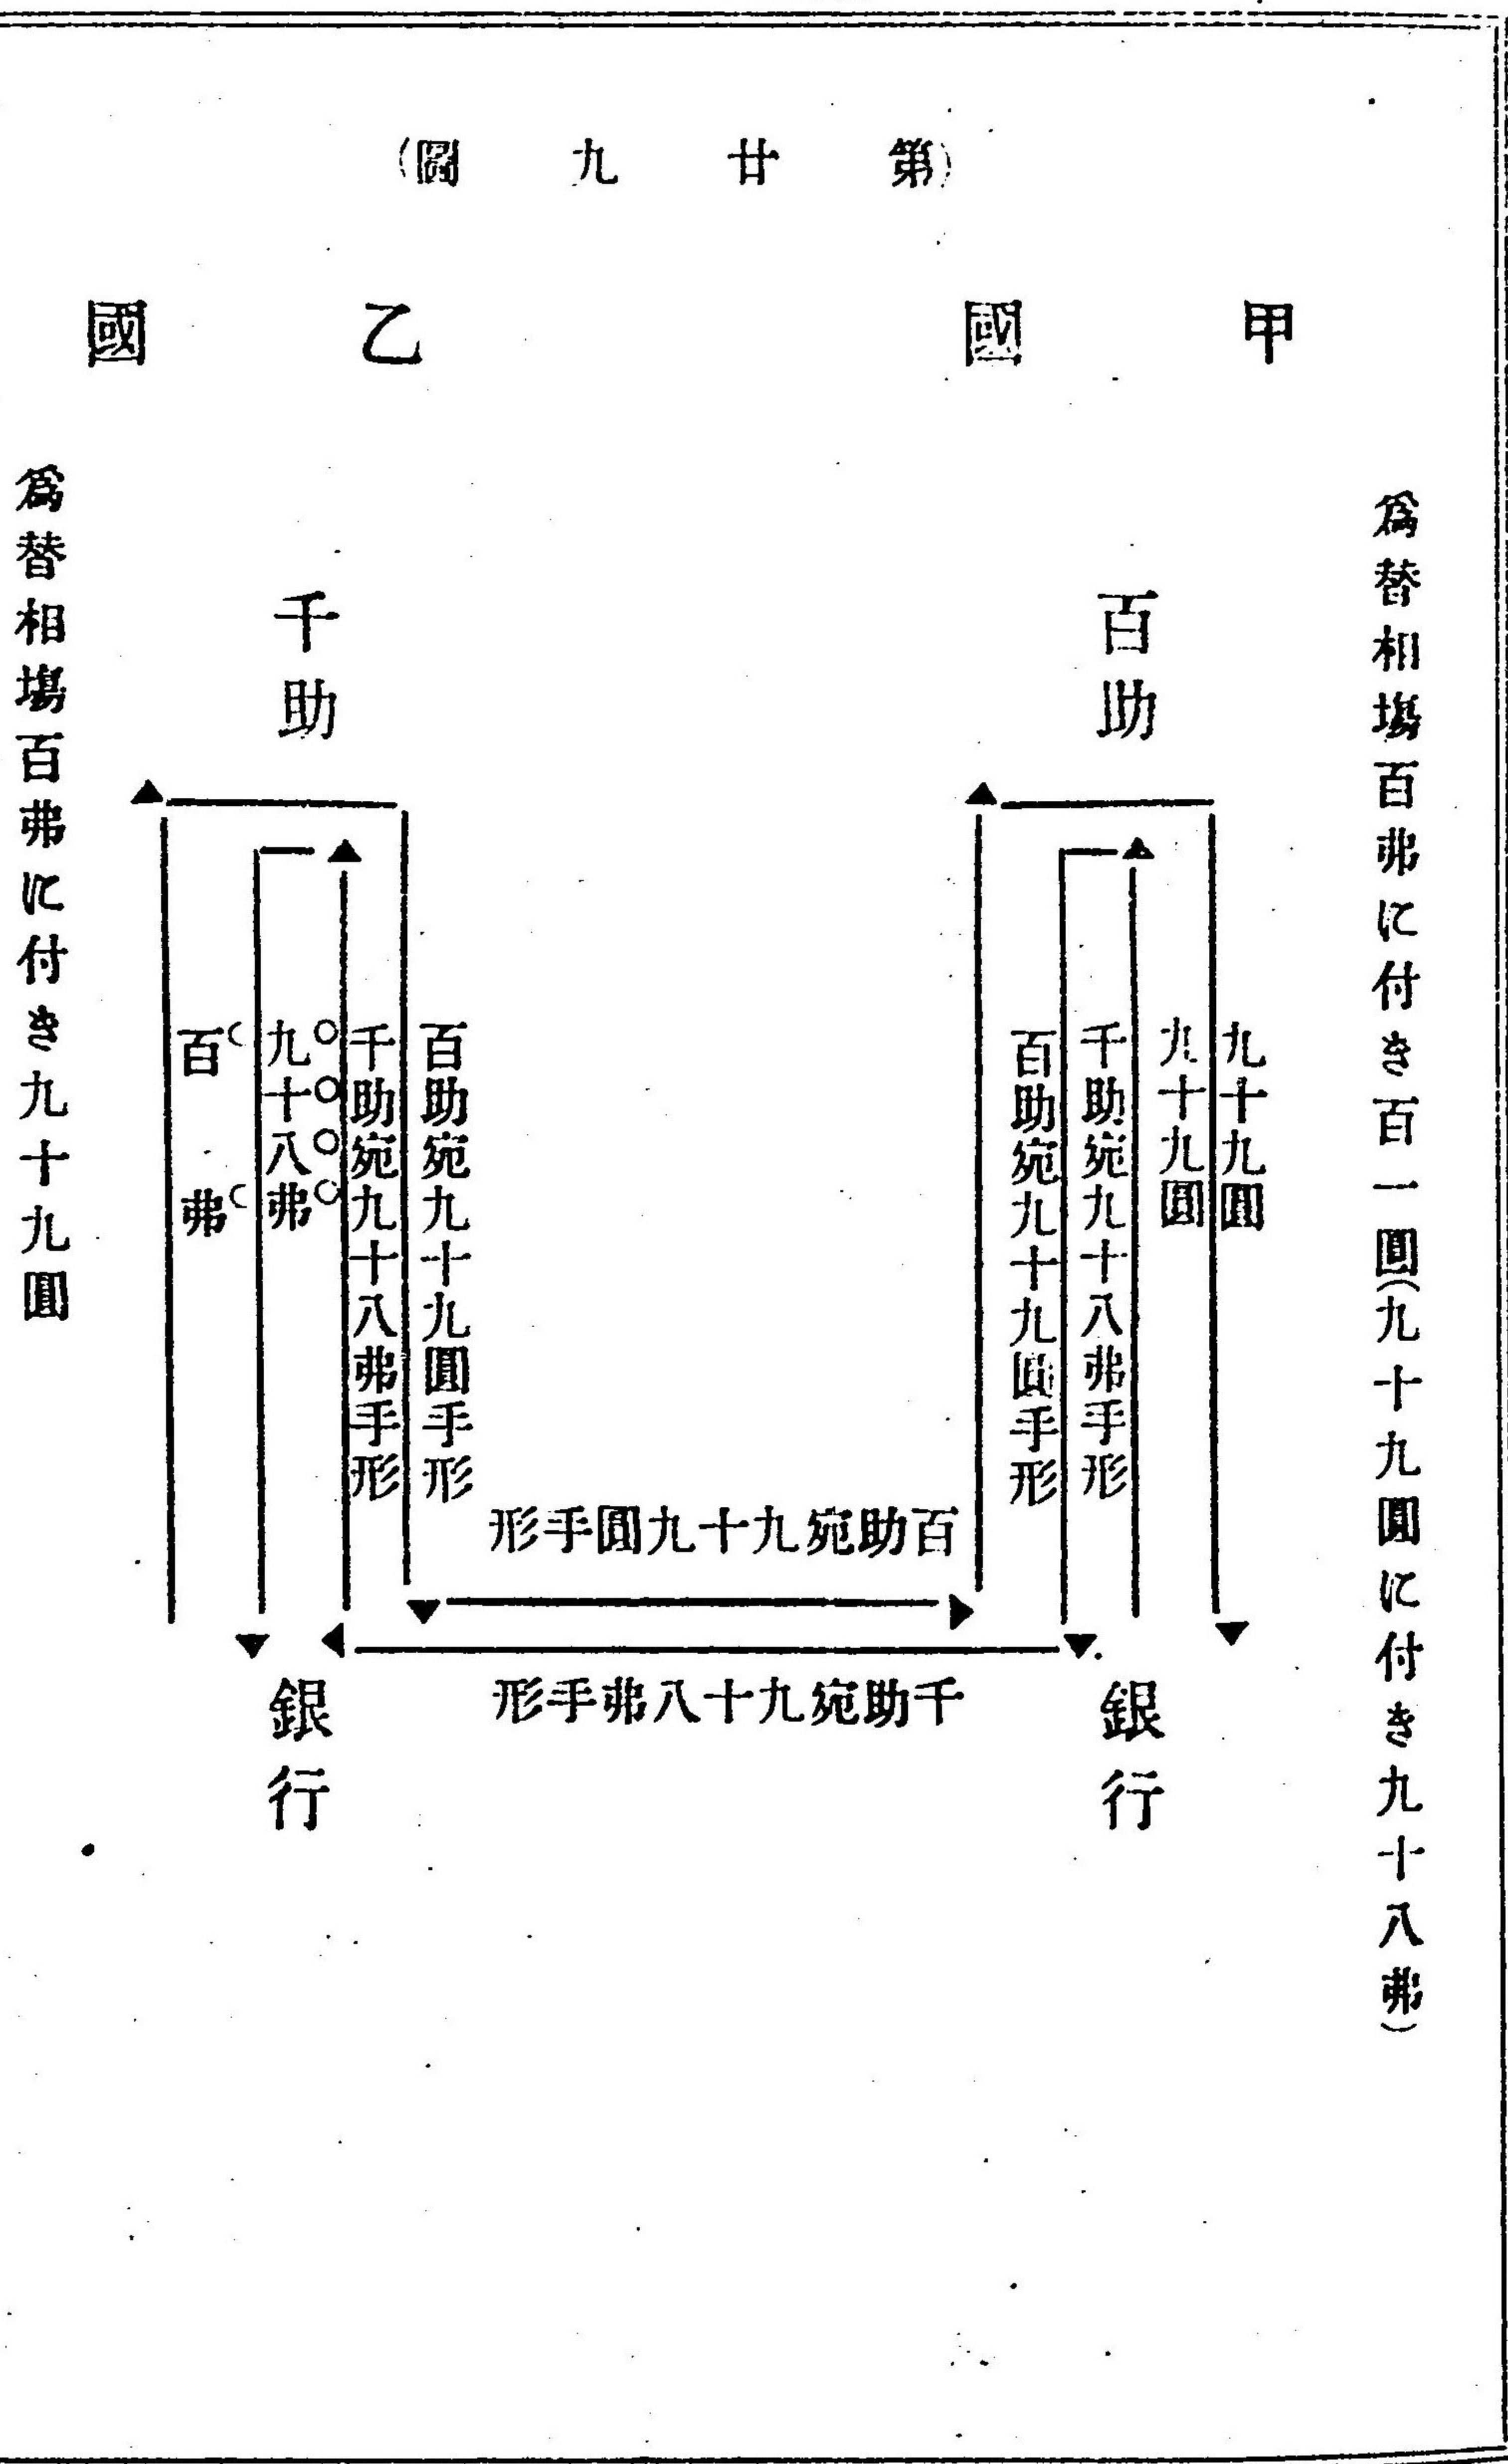 (第廿九圖)
甲國
爲替相塲百弗に付き百一圓(九十九圓に付き九十八弗)
百助
九十九圓
九十九圓
千助宛九十八弗手形
百助宛九十九圓手形
銀行
百助宛九十九圓手形
千助宛九十八弗手形
乙國
千助
百助宛九十九圓手形
千助宛九十八弗手形
九十八弗
百弗
銀行
爲替相塲百弗に付き九十九圓